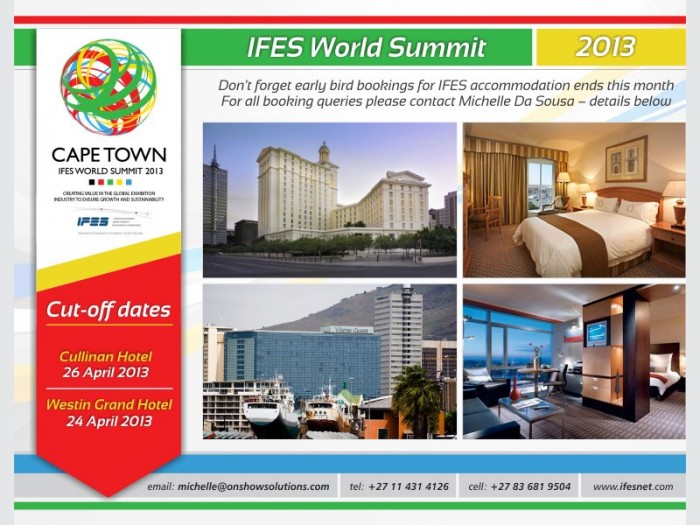 IFES World Summit
2013
Don't forget early bird bookings for IFES accommodation ends this month
For all booking queries please contact Michelle Da Sousa – details below
CAPE TOWN
IFES WORLD SUMMIT 2013
CREATING VALUE IN THE GLOBAL EXHIBITION
INDUSTRY TO ENSURE GROWTH AND SUSTAINABILITY
IFES
Cut-off dates
Cullinan Hotel
26 April 2013
Westin Grand Hotel
24 April 2013
email: michelle@onshowsolutions.com
tel: +27 11 431 4126
cell: +27 83 681 9504
www.ifesnet.com